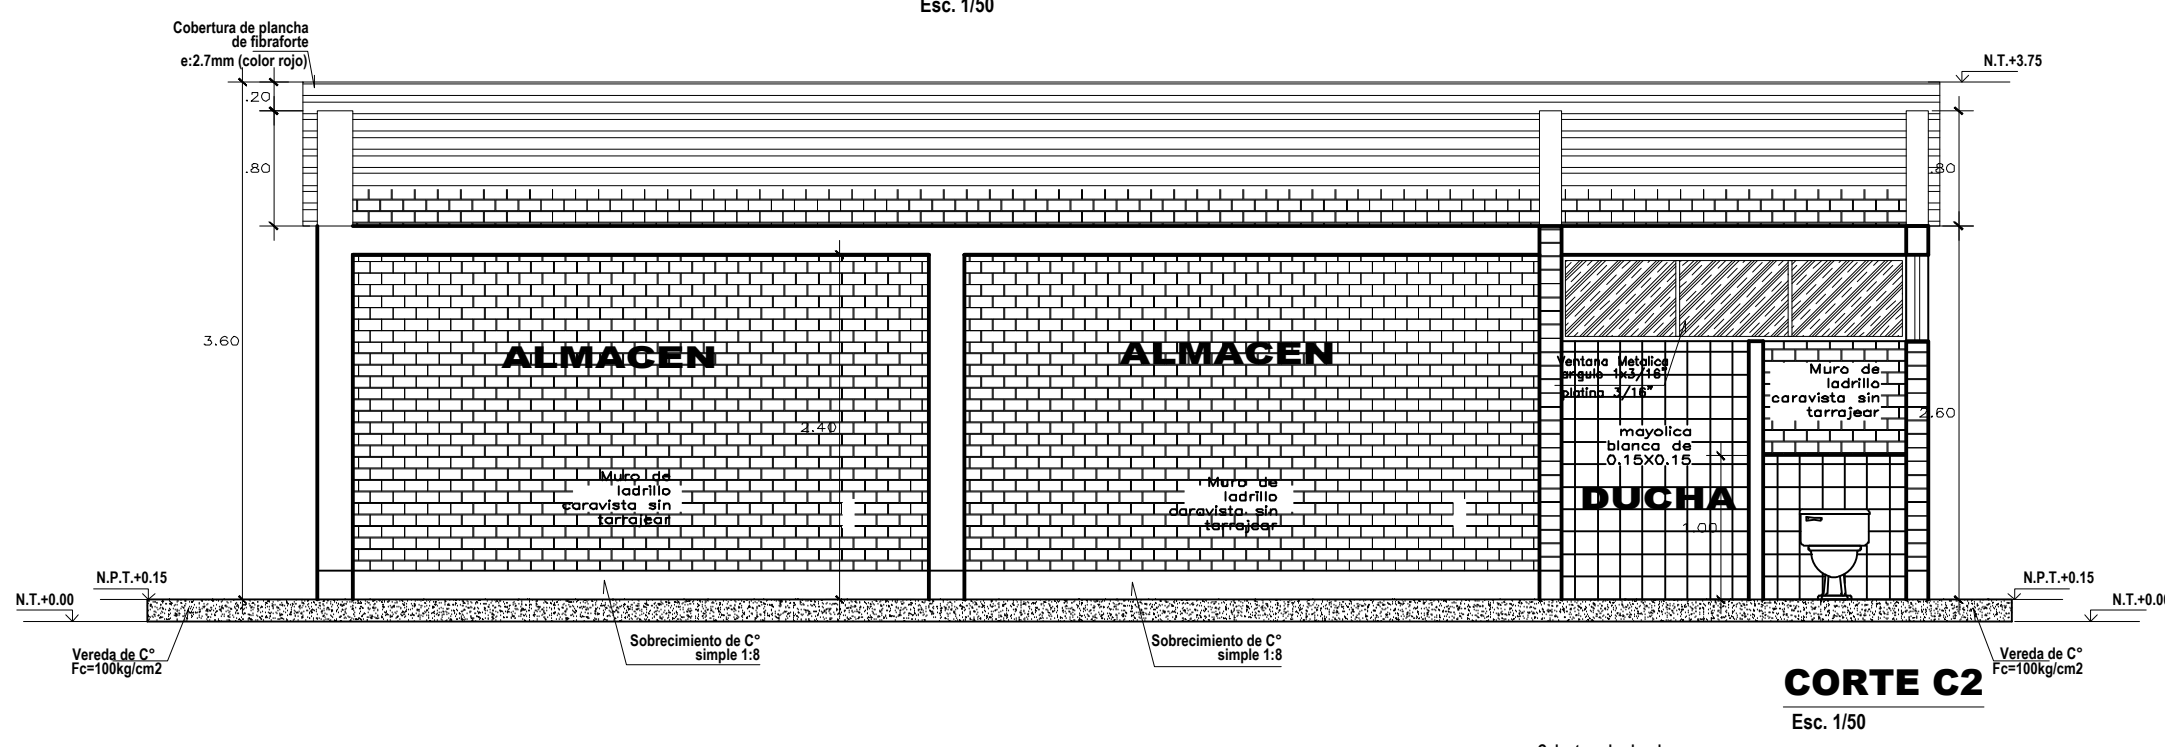 Esc. 1/50
Cobertura de plancha
de fibraforte
e:2.7mm (color rojo)
N.T.+3.75
.20
.80
.80
3.60
ALMACEN
ALMACEN
Ventana Metalica
angulo 1x3/16"
platina 3/16"
Muro de
ladrillo
caravista sin
tarrajear
2.60
2.40
mayolica
blanca de
0.15X0.15
Muro de
ladrillo
caravista sin
tarrajear
Muro de
ladrillo
caravista sin
tarrajear
DUCHA
1.00
N.P.T.+0.15
N.T.+0.00
N.P.T.+0.15
N.T.+0.00
Vereda de C°
Fc=100kg/cm2
Sobrecimiento de C°
simple 1:8
Sobrecimiento de C°
simple 1:8
Vereda de C°
Fc=100kg/cm2
CORTE C2
Esc. 1/50